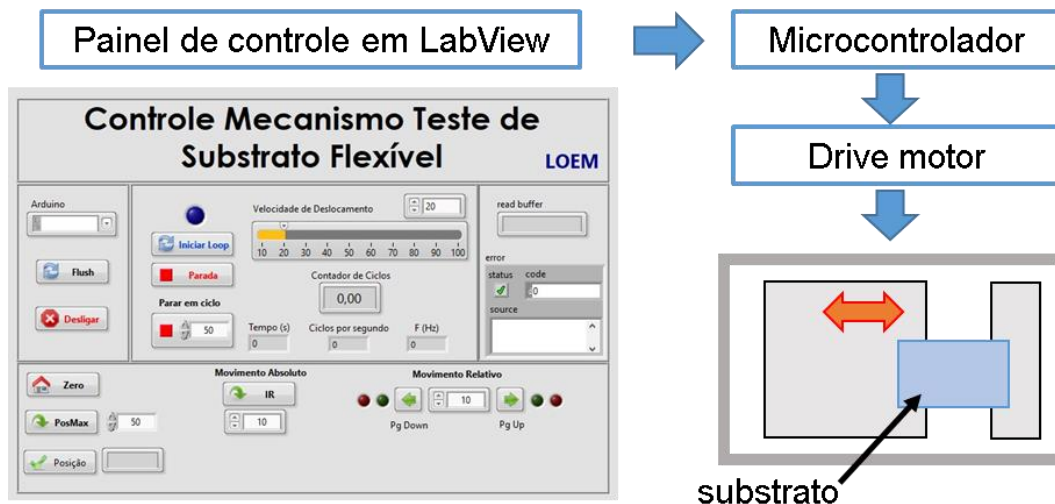 Painel de controle em LabView
Microcontrolador
Drive motor
Controle Mecanismo Teste de
Substrato Flexível
LOEM
Arduino
Flush
Desligar
Iniciar Loop
Parada
Parar em ciclo
50
Velocidade de Deslocamento
20
10 20 30 40 50 60 70 80 90 100
Contador de Ciclos
0,00
Tempo (s) Ciclos por segundo F (Hz)
0 0 0
read buffer
error
status code
0
source
Zero
PosMax 50
Posição
Movimento Absoluto
IR
10
Movimento Relativo
10
Pg Down Pg Up
substrato